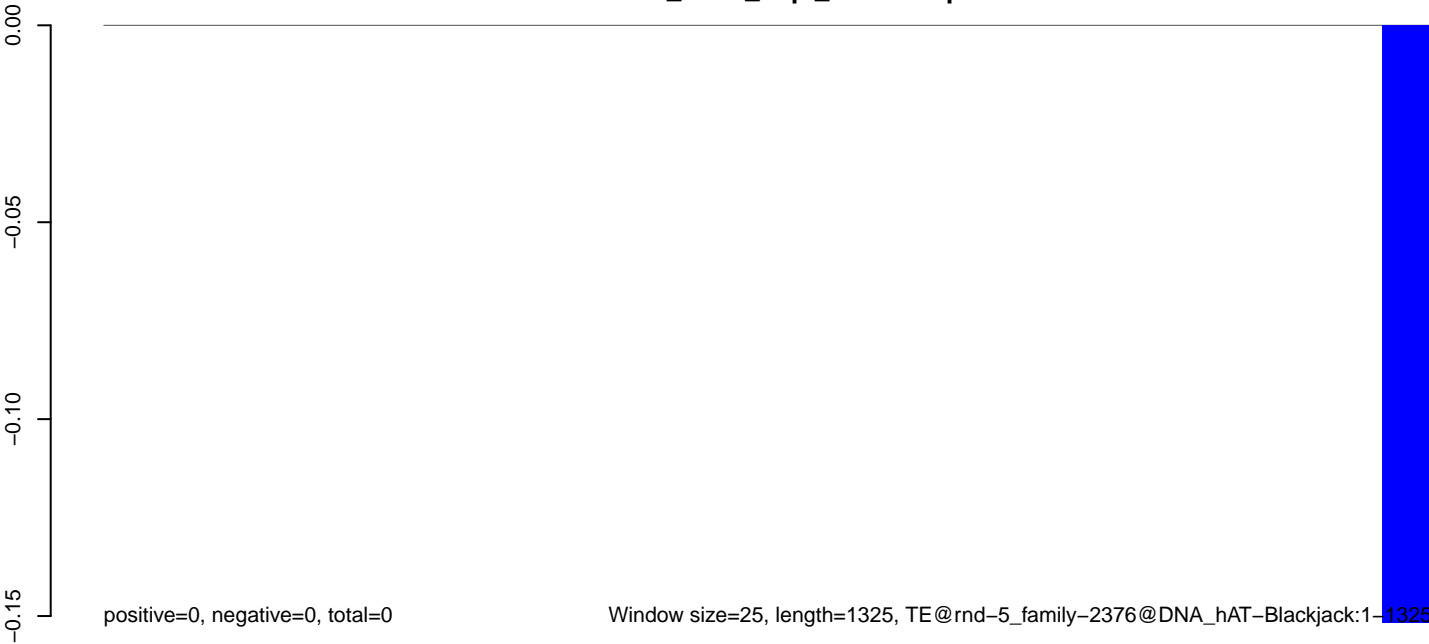 0.00
−0.05
−0.10
−0.15
positive=0, negative=0, total=0
Window size=25, length=1325, TE@rnd−5_family−2376@DNA_hAT−Blackjack:1−1325